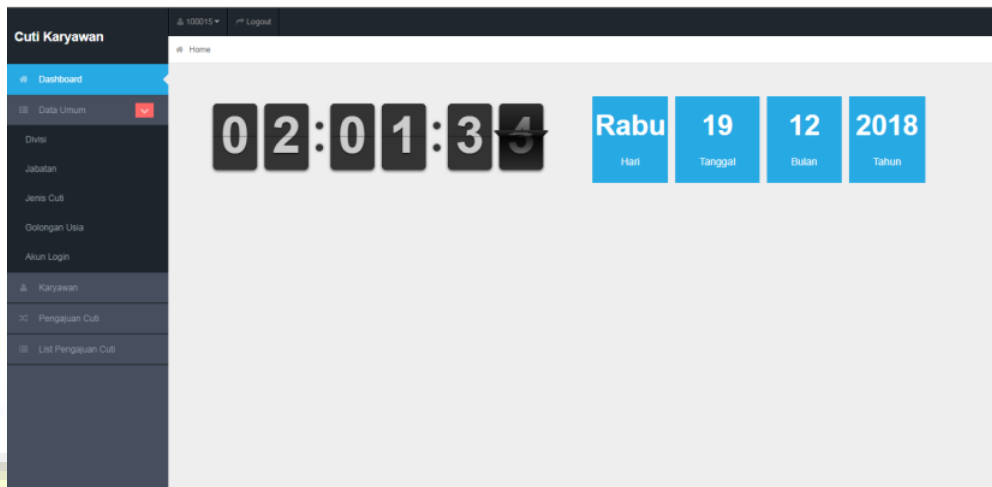 Cuti Karyawan
100015
Logout
Home
Dashboard
Data Umum
Divisi
Jabatan
Jenis Cuti
Golongan Usia
Akun Login
Karyawan
Pengajuan Cuti
List Pengajuan Cuti
02:01:3
Rabu 19 12 2018
Hari Tanggal Bulan Tahun